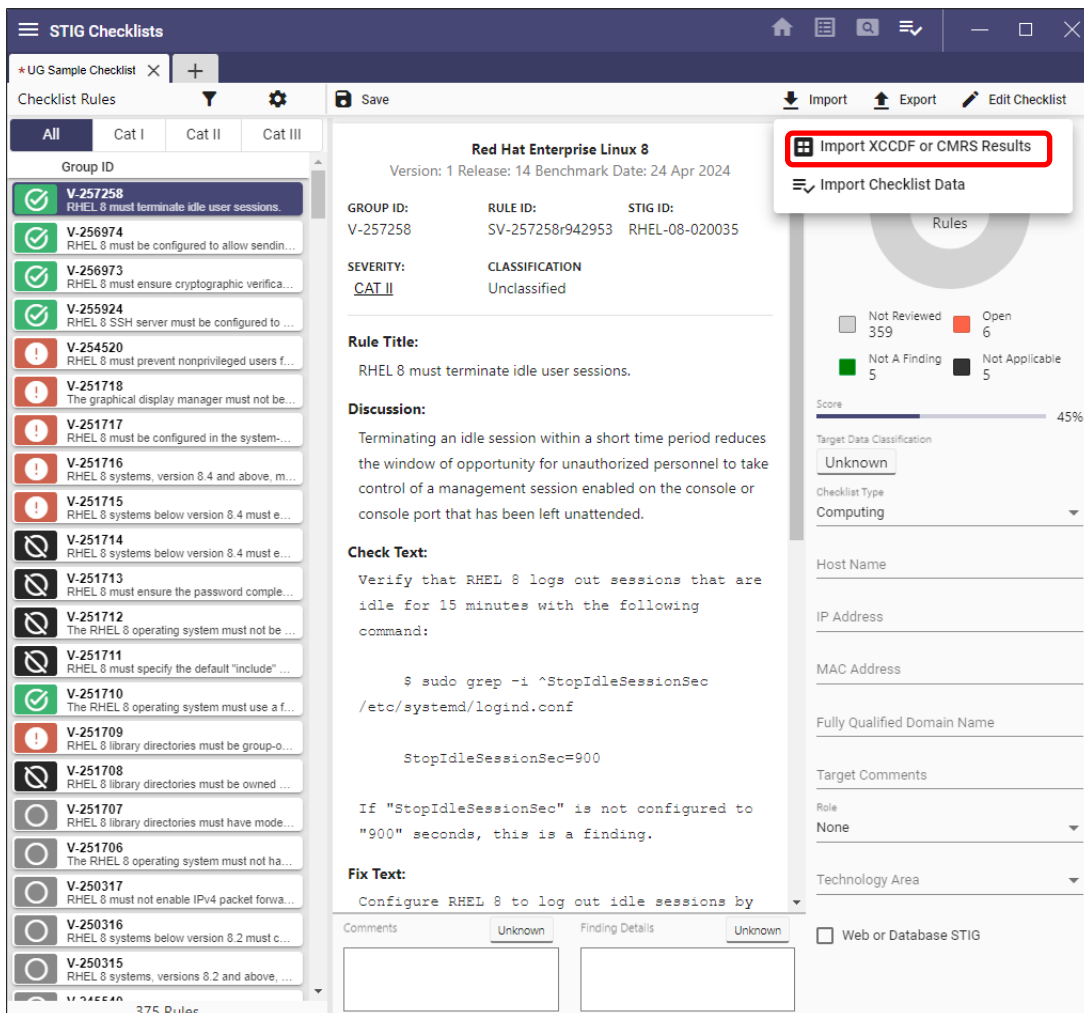 STIG Checklists
* UG Sample Checklist
Checklist Rules
Save
Import
Export
Edit Checklist
All
Cat I
Cat II
Cat III
Import XCCDF or CMRS Results
Import Checklist Data
Group ID
V-257258
RHEL 8 must terminate idle user sessions.
V-256974
RHEL 8 must be configured to allow sendin...
V-256973
RHEL 8 must ensure cryptographic verifica...
V-255924
RHEL 8 SSH server must be configured to ...
V-254520
RHEL 8 must prevent nonprivileged users f...
V-251718
The graphical display manager must not be...
V-251717
RHEL 8 must be configured in the system-...
V-251716
RHEL 8 systems, version 8.4 and above, m...
V-251715
RHEL 8 systems below version 8.4 must e...
V-251714
RHEL 8 systems below version 8.4 must e...
V-251713
RHEL 8 must ensure the password comple...
V-251712
The RHEL 8 operating system must not be ...
V-251711
RHEL 8 must specify the default "include" ...
V-251710
The RHEL 8 operating system must use a f...
V-251709
RHEL 8 library directories must be group-o...
V-251708
RHEL 8 library directories must be owned ...
V-251707
RHEL 8 library directories must have mode...
V-251706
The RHEL 8 operating system must not ha...
V-250317
RHEL 8 must not enable IPv4 packet forwa...
V-250316
RHEL 8 systems below version 8.2 must c...
V-250315
RHEL 8 systems, versions 8.2 and above, ...
375 Rules
Red Hat Enterprise Linux 8
Version: 1 Release: 14 Benchmark Date: 24 Apr 2024
GROUP ID: RULE ID: STIG ID:
V-257258 SV-257258r942953 RHEL-08-020035
SEVERITY: CLASSIFICATION
CAT II Unclassified
Rule Title:
RHEL 8 must terminate idle user sessions.
Discussion:
Terminating an idle session within a short time period reduces
the window of opportunity for unauthorized personnel to take
control of a management session enabled on the console or
console port that has been left unattended.
Check Text:
Verify that RHEL 8 logs out sessions that are
idle for 15 minutes with the following
command:
$ sudo grep -i ^StopIdleSessionSec
/etc/systemd/logind.conf
StopIdleSessionSec=900
If "StopIdleSessionSec" is not configured to
"900" seconds, this is a finding.
Fix Text:
Configure RHEL 8 to log out idle sessions by
Comments
Unknown
Finding Details
Unknown
Rules
Not Reviewed
359
Open
6
Not A Finding
5
Not Applicable
5
Score
45%
Target Data Classification
Unknown
Checklist Type
Computing
Host Name
IP Address
MAC Address
Fully Qualified Domain Name
Target Comments
Role
None
Technology Area
Web or Database STIG